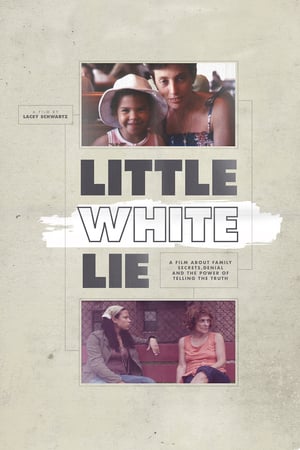 A FILM BY
LACEY SCHWARTZ
LITTLE
WHITE
LIE
A FILM ABOUT FAMILY
SECRETS, DENIAL
AND THE POWER OF
TELLING THE TRUTH